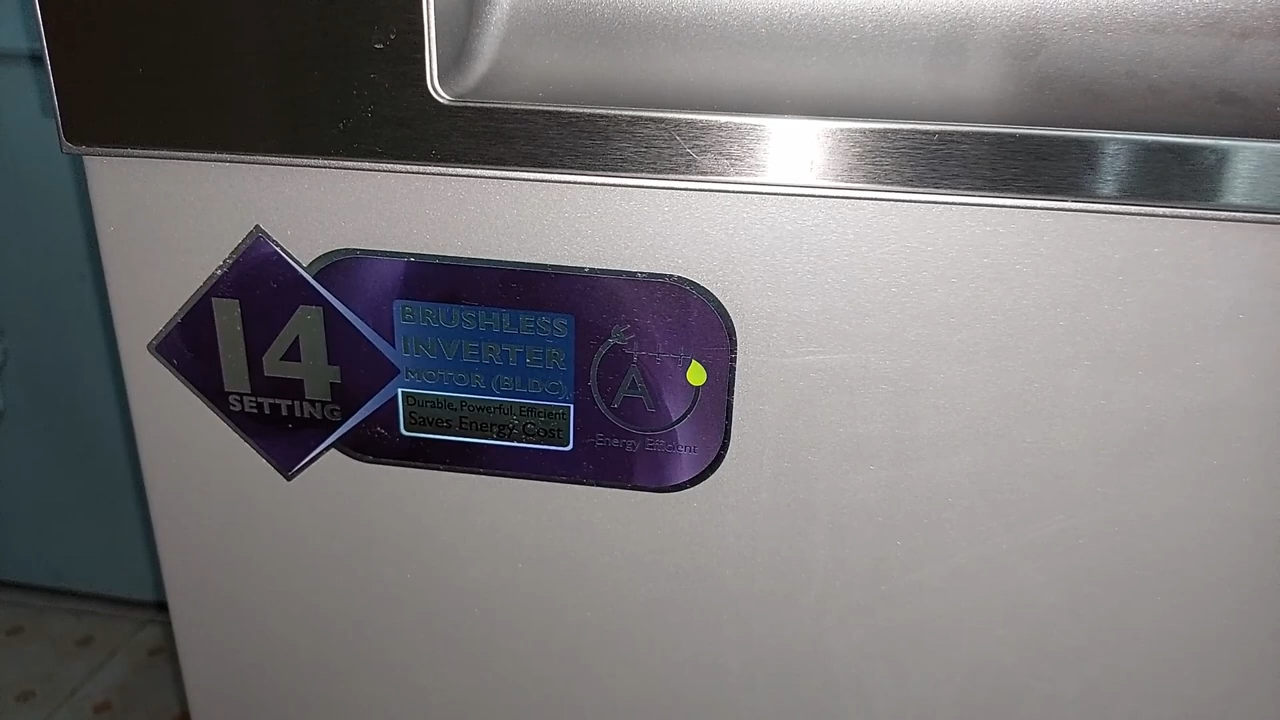 14
SETTING
BRUSHLESS
INVERTER
MOTOR (BLDC)
Durable, Powerful, Efficient
Saves Energy Cost
A+++
Energy Efficient